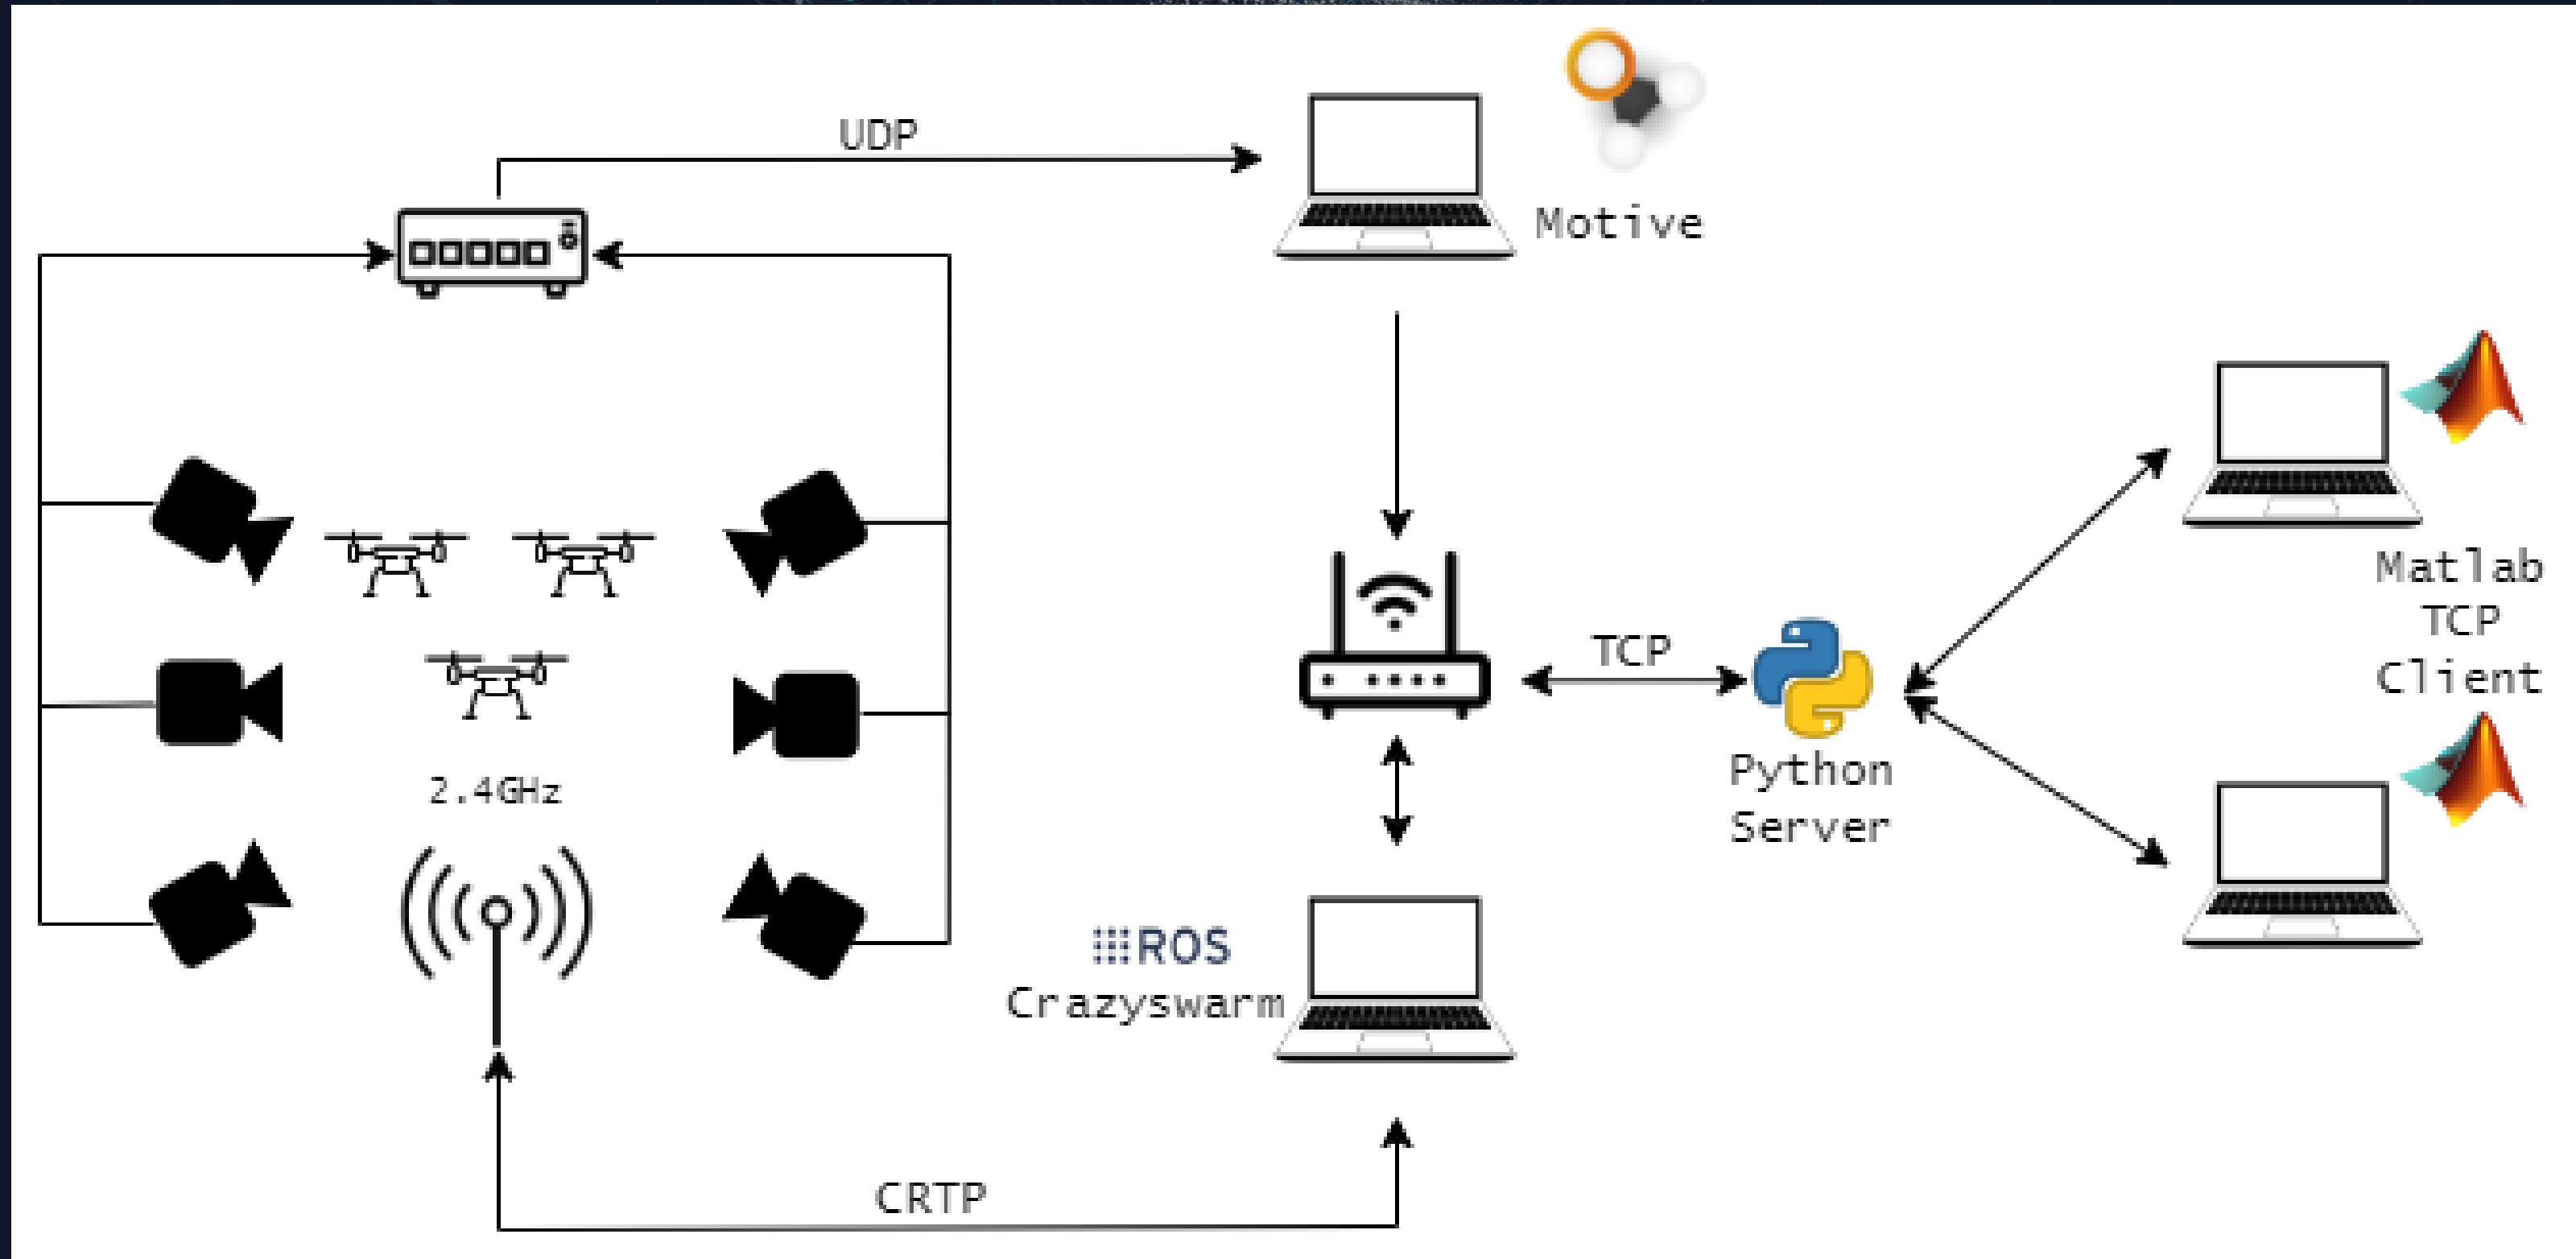 UDP
Motive
Matlab
TCP
Client
TCP
Python
Server
2.4GHz
ROS
Crazyswarm
CRTP